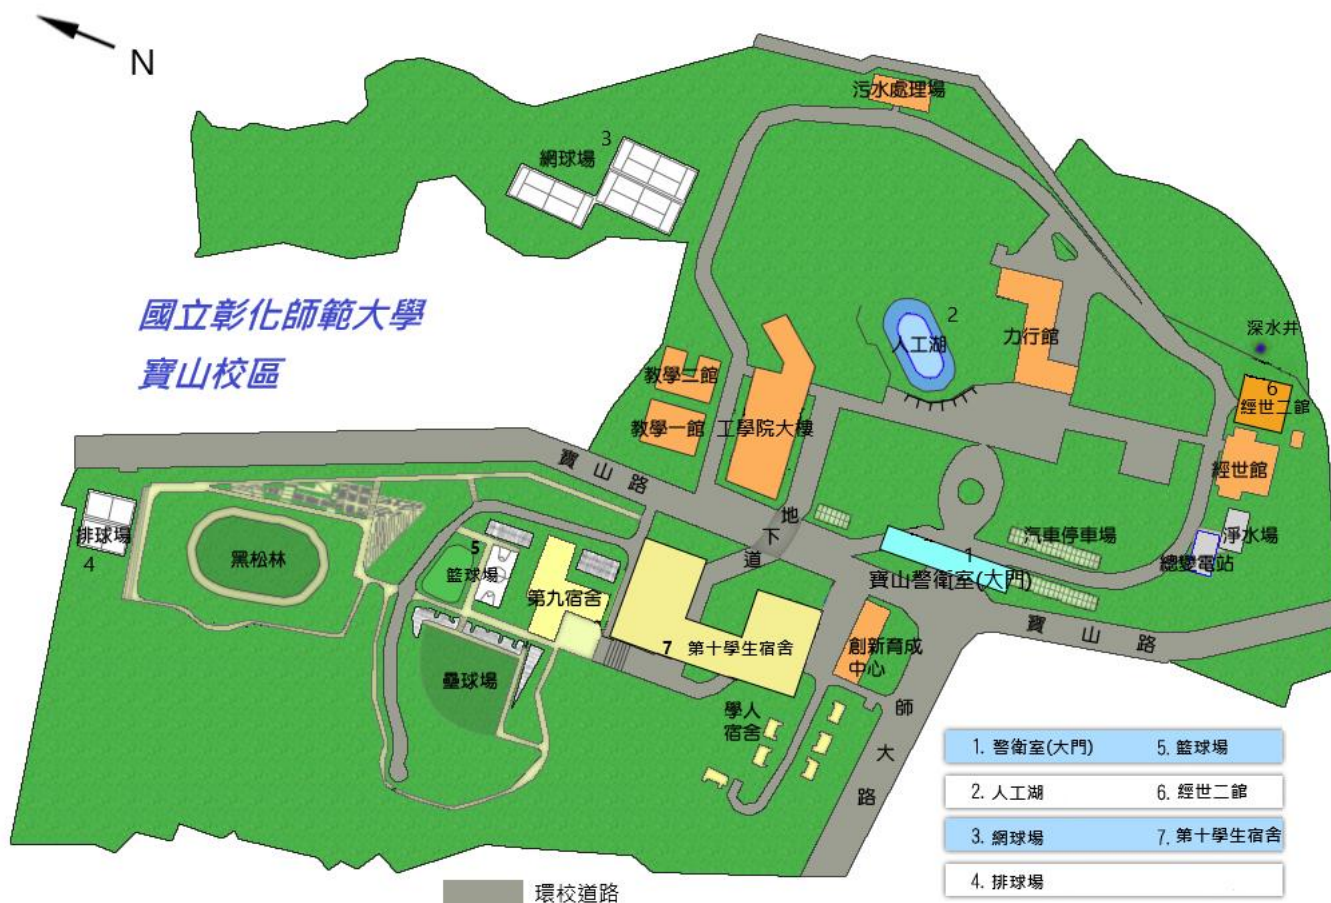 N
污水處理場
3
網球場
國立彰化師範大學
寶山校區
2
人工湖
力行館
深水井
6
經世二館
教學二館
教學一館
工學院大樓
經世館
寶山路
地下道
汽車停車場
淨水場
總變電站
1
寶山警衛室(大門)
排球場
4
黑松林
5
籃球場
第九宿舍
7 第十學生宿舍
創新育成
中心
寶山路
壘球場
學人
宿舍
師大路
1. 警衛室(大門)
5. 籃球場
2. 人工湖
6. 經世二館
3. 網球場
7. 第十學生宿舍
4. 排球場
環校道路